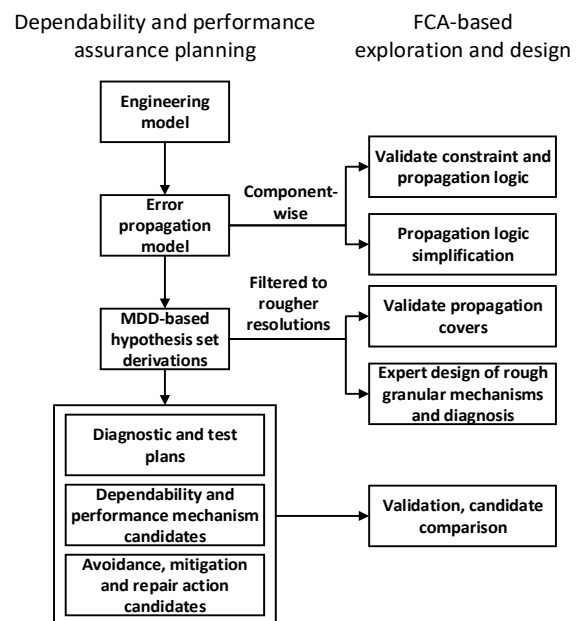 Dependability and performance
assurance planning
FCA-based
exploration and design
Engineering
model
Error
propagation
model
Component-
wise
Validate constraint and
propagation logic
Propagation logic
simplification
MDD-based
hypothesis set
derivations
Filtered to
rougher
resolutions
Validate propagation
covers
Expert design of rough
granular mechanisms
and diagnosis
Diagnostic and test
plans
Dependability and
performance mechanism
candidates
Avoidance, mitigation
and repair action
candidates
Validation, candidate
comparison